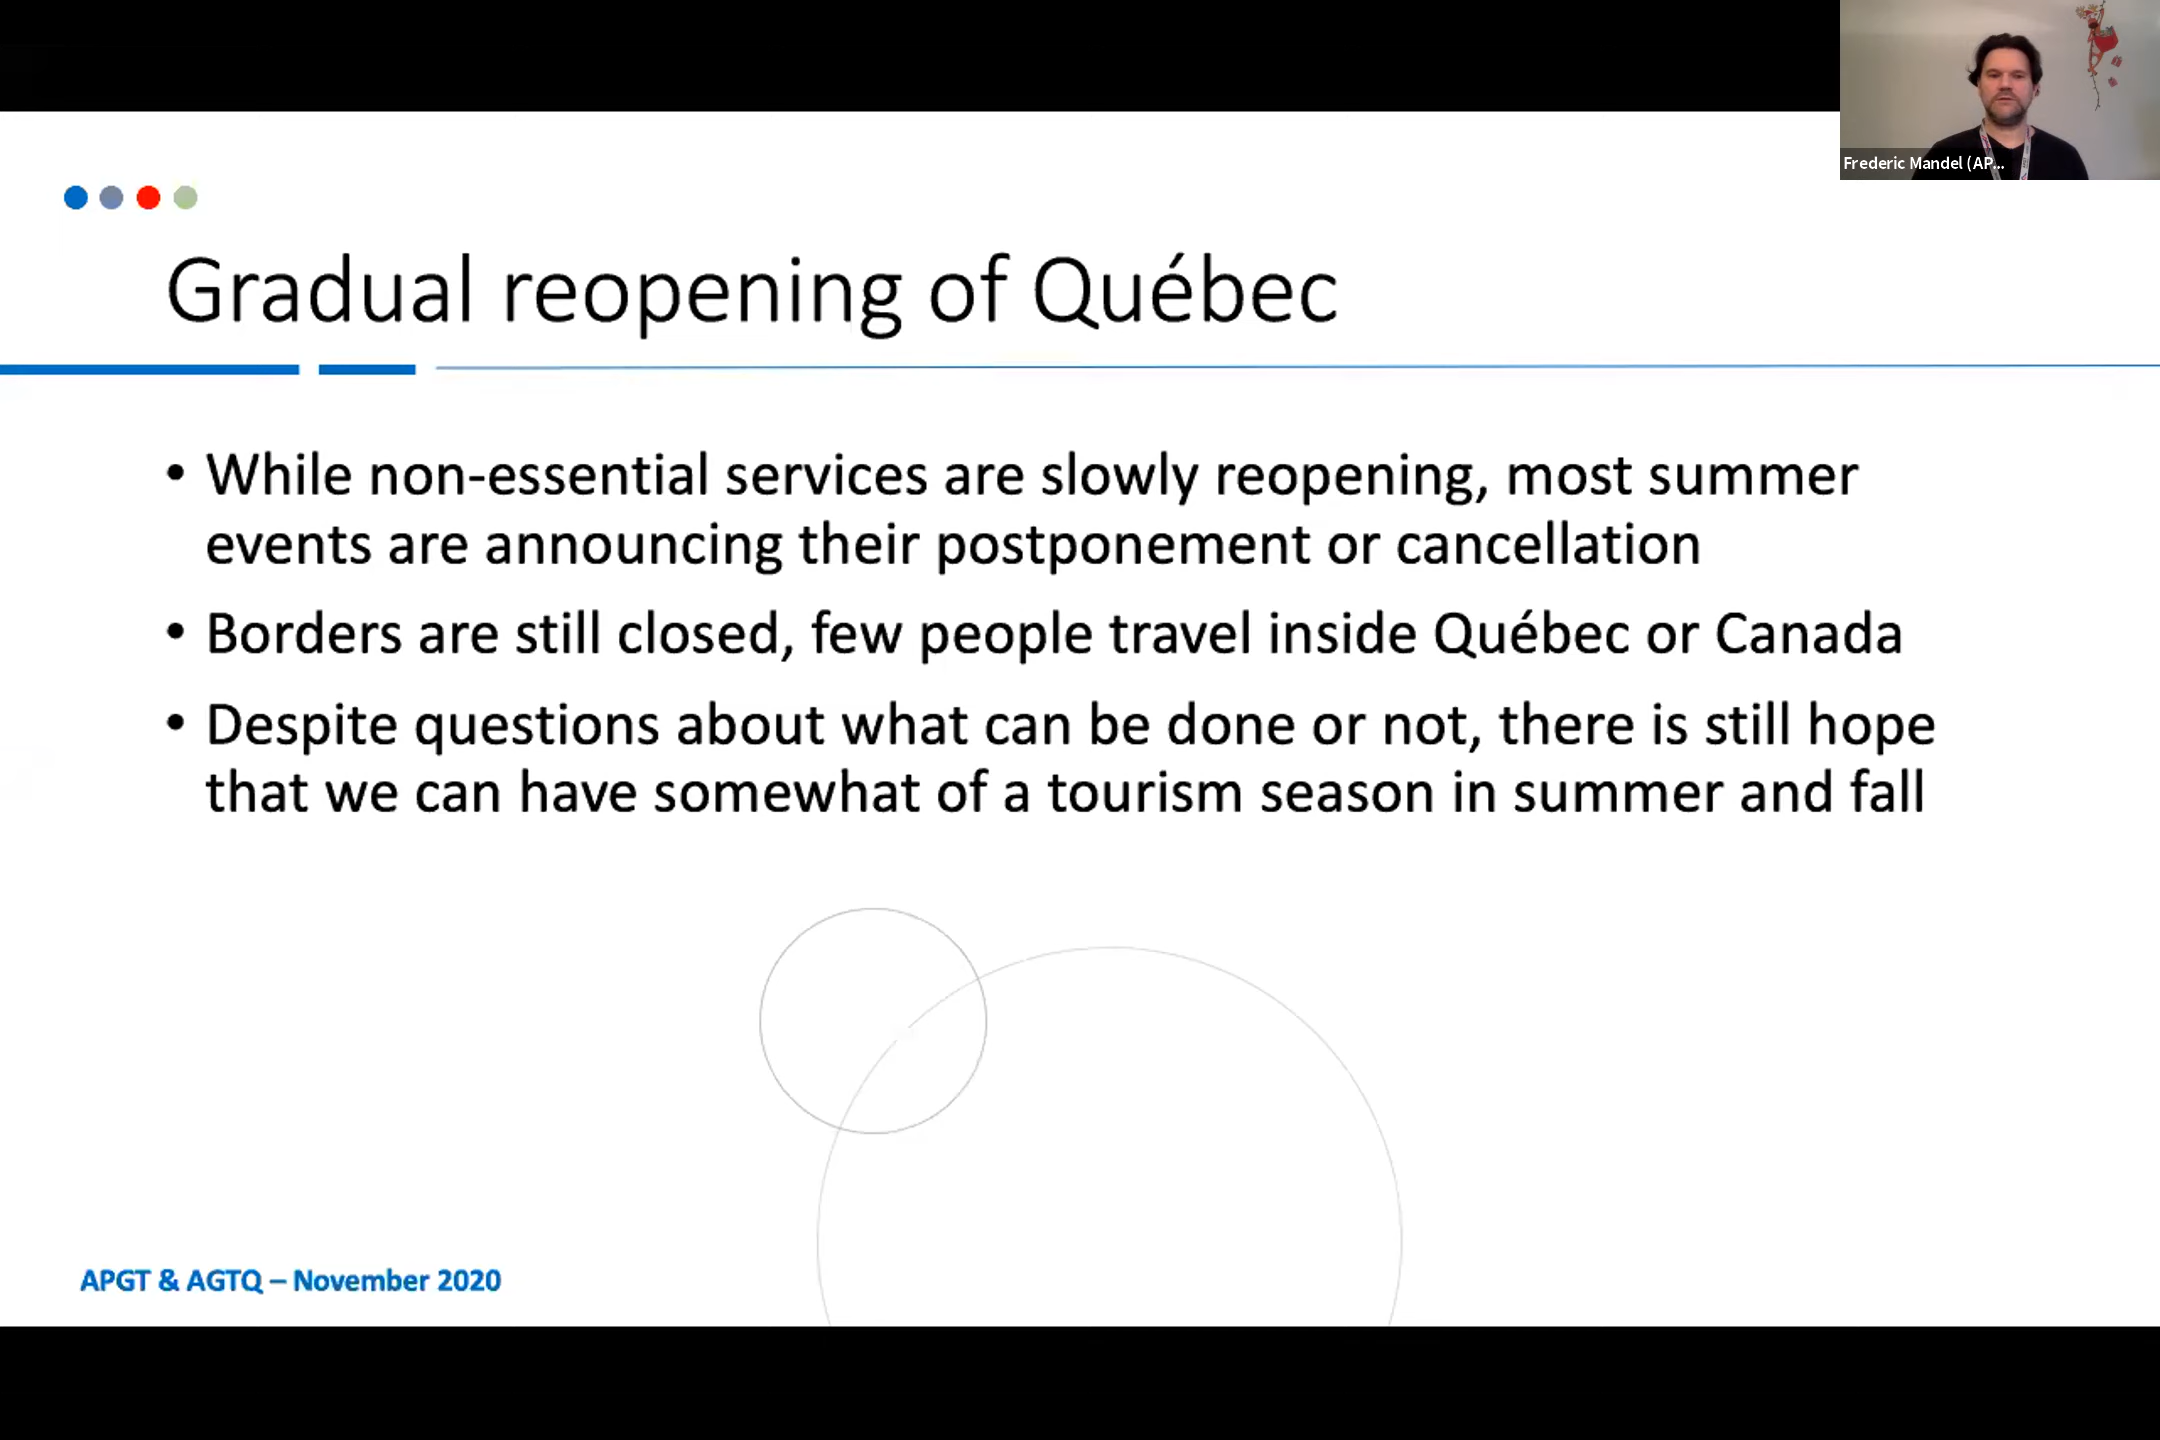 Frederic Mandel (AP...
Gradual reopening of Québec
• While non-essential services are slowly reopening, most summer
events are announcing their postponement or cancellation
• Borders are still closed, few people travel inside Québec or Canada
• Despite questions about what can be done or not, there is still hope
that we can have somewhat of a tourism season in summer and fall
APGT & AGTQ – November 2020